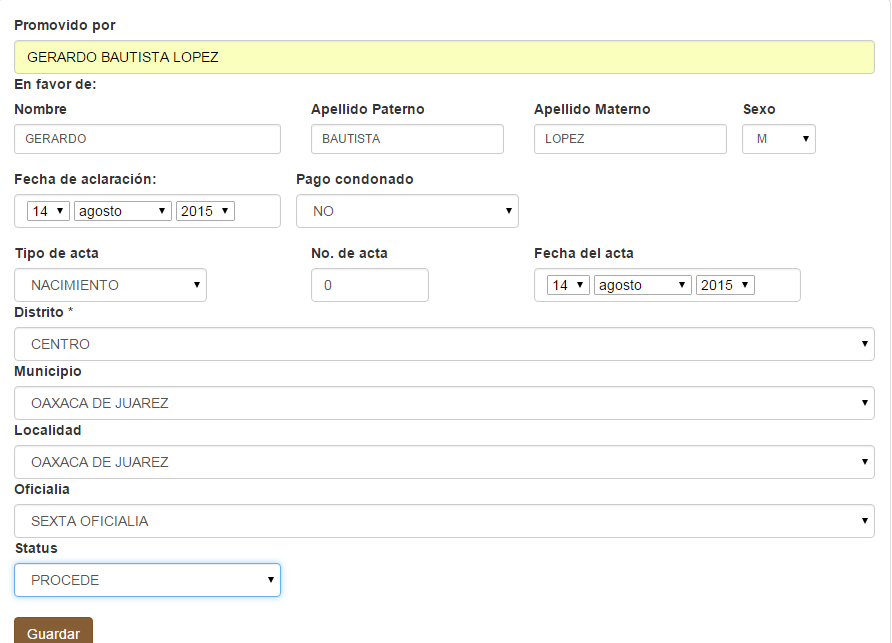 Promovido por
GERARDO BAUTISTA LOPEZ
En favor de:
Nombre Apellido Paterno Apellido Materno Sexo
GERARDO BAUTISTA LOPEZ M
Fecha de aclaración: Pago condonado
14 agosto 2015 NO
Tipo de acta No. de acta Fecha del acta
NACIMIENTO 0 14 agosto 2015
Distrito *
CENTRO
Municipio
OAXACA DE JUAREZ
Localidad
OAXACA DE JUAREZ
Oficialia
SEXTA OFICIALIA
Status
PROCEDE
Guardar